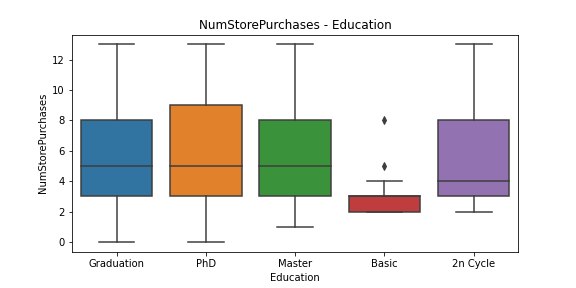 NumStorePurchases - Education
NumStorePurchases
12
10
8
6
4
2
0
Graduation PhD Master Basic 2n Cycle
Education